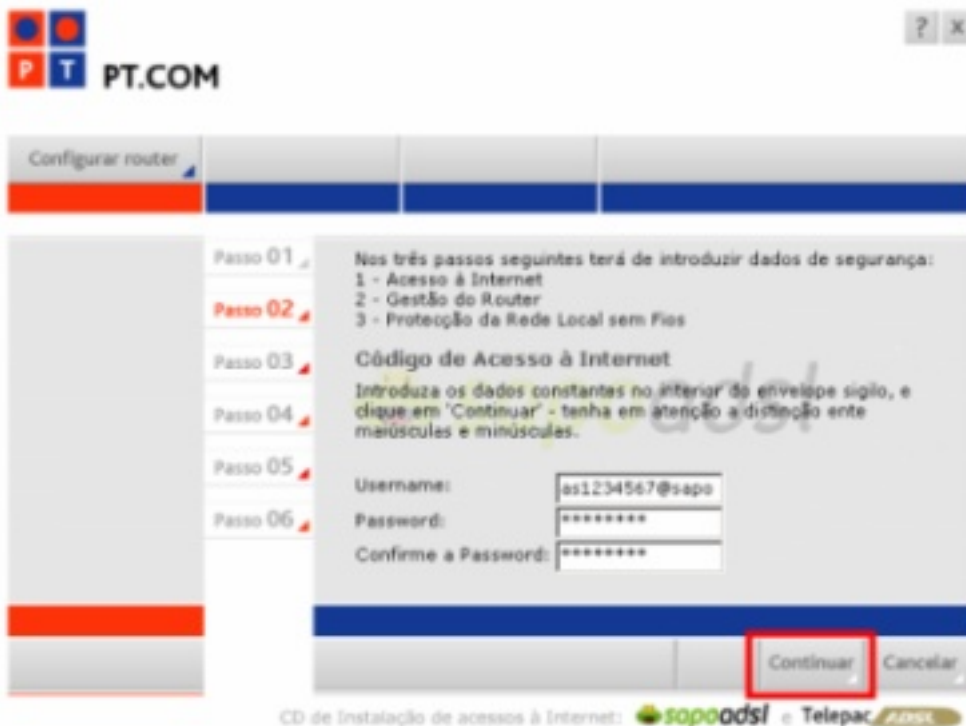 P T PT.COM
? X
Configurar router
Passo 01
Passo 02
Passo 03
Passo 04
Passo 05
Passo 06
Nos três passos seguintes terá de introduzir dados de segurança:
1 - Acesso á Internet
2 - Gestão do Router
3 - Protecção da Rede Local sem Fios
Código de Acesso à Internet
Introduza os dados constantes no interior do envelope sigilo, e
clique em 'Continuar' - tenha em atenção a distinção ente
maiúsculas e minúsculas.
sapoadsl
Username: as1234567@sapo
Password: ********
Confirme a Password: ********
Continuar Cancelar
CD de Instalação de acessos à Internet: sapoadsl e Telepac ADSL